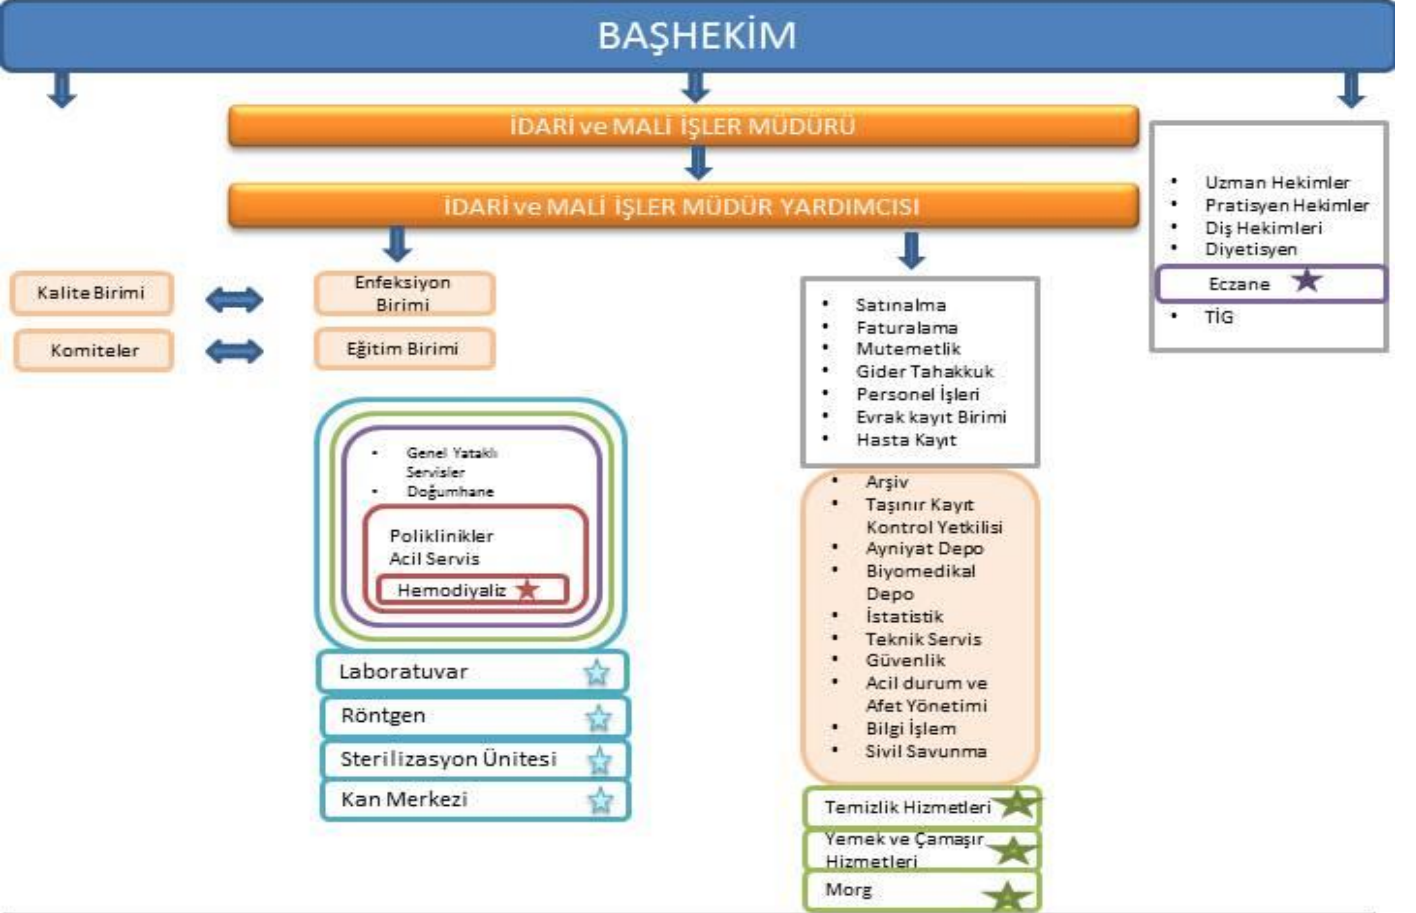 BAŞHEKİM
İDARİ ve MALİ İŞLER MÜDÜRÜ
İDARİ ve MALİ İŞLER MÜDÜR YARDIMCISI
• Uzman Hekimler
• Pratisyen Hekimler
• Diş Hekimleri
• Diyetisyen
Eczane
• TİG
Kalite Birimi
Enfeksiyon
Birimi
Komiteler
Eğitim Birimi
• Genel Yataklı
Servisler
• Doğumhane
Poliklinikler
Acil Servis
Hemodiyaliz
Laboratuvar
Röntgen
Sterilizasyon Ünitesi
Kan Merkezi
• Satınalma
• Faturalama
• Mutemetlik
• Gider Tahakkuk
• Personel İşleri
• Evrak kayıt Birimi
• Hasta Kayıt
• Arşiv
• Taşınır Kayıt
Kontrol Yetkilisi
• Ayniyat Depo
• Biyomedikal
Depo
• İstatistik
• Teknik Servis
• Güvenlik
• Acil durum ve
Afet Yönetimi
• Bilgi İşlem
• Sivil Savunma
Temizlik Hizmetleri
Yemek ve Çamaşır
Hizmetleri
Morg